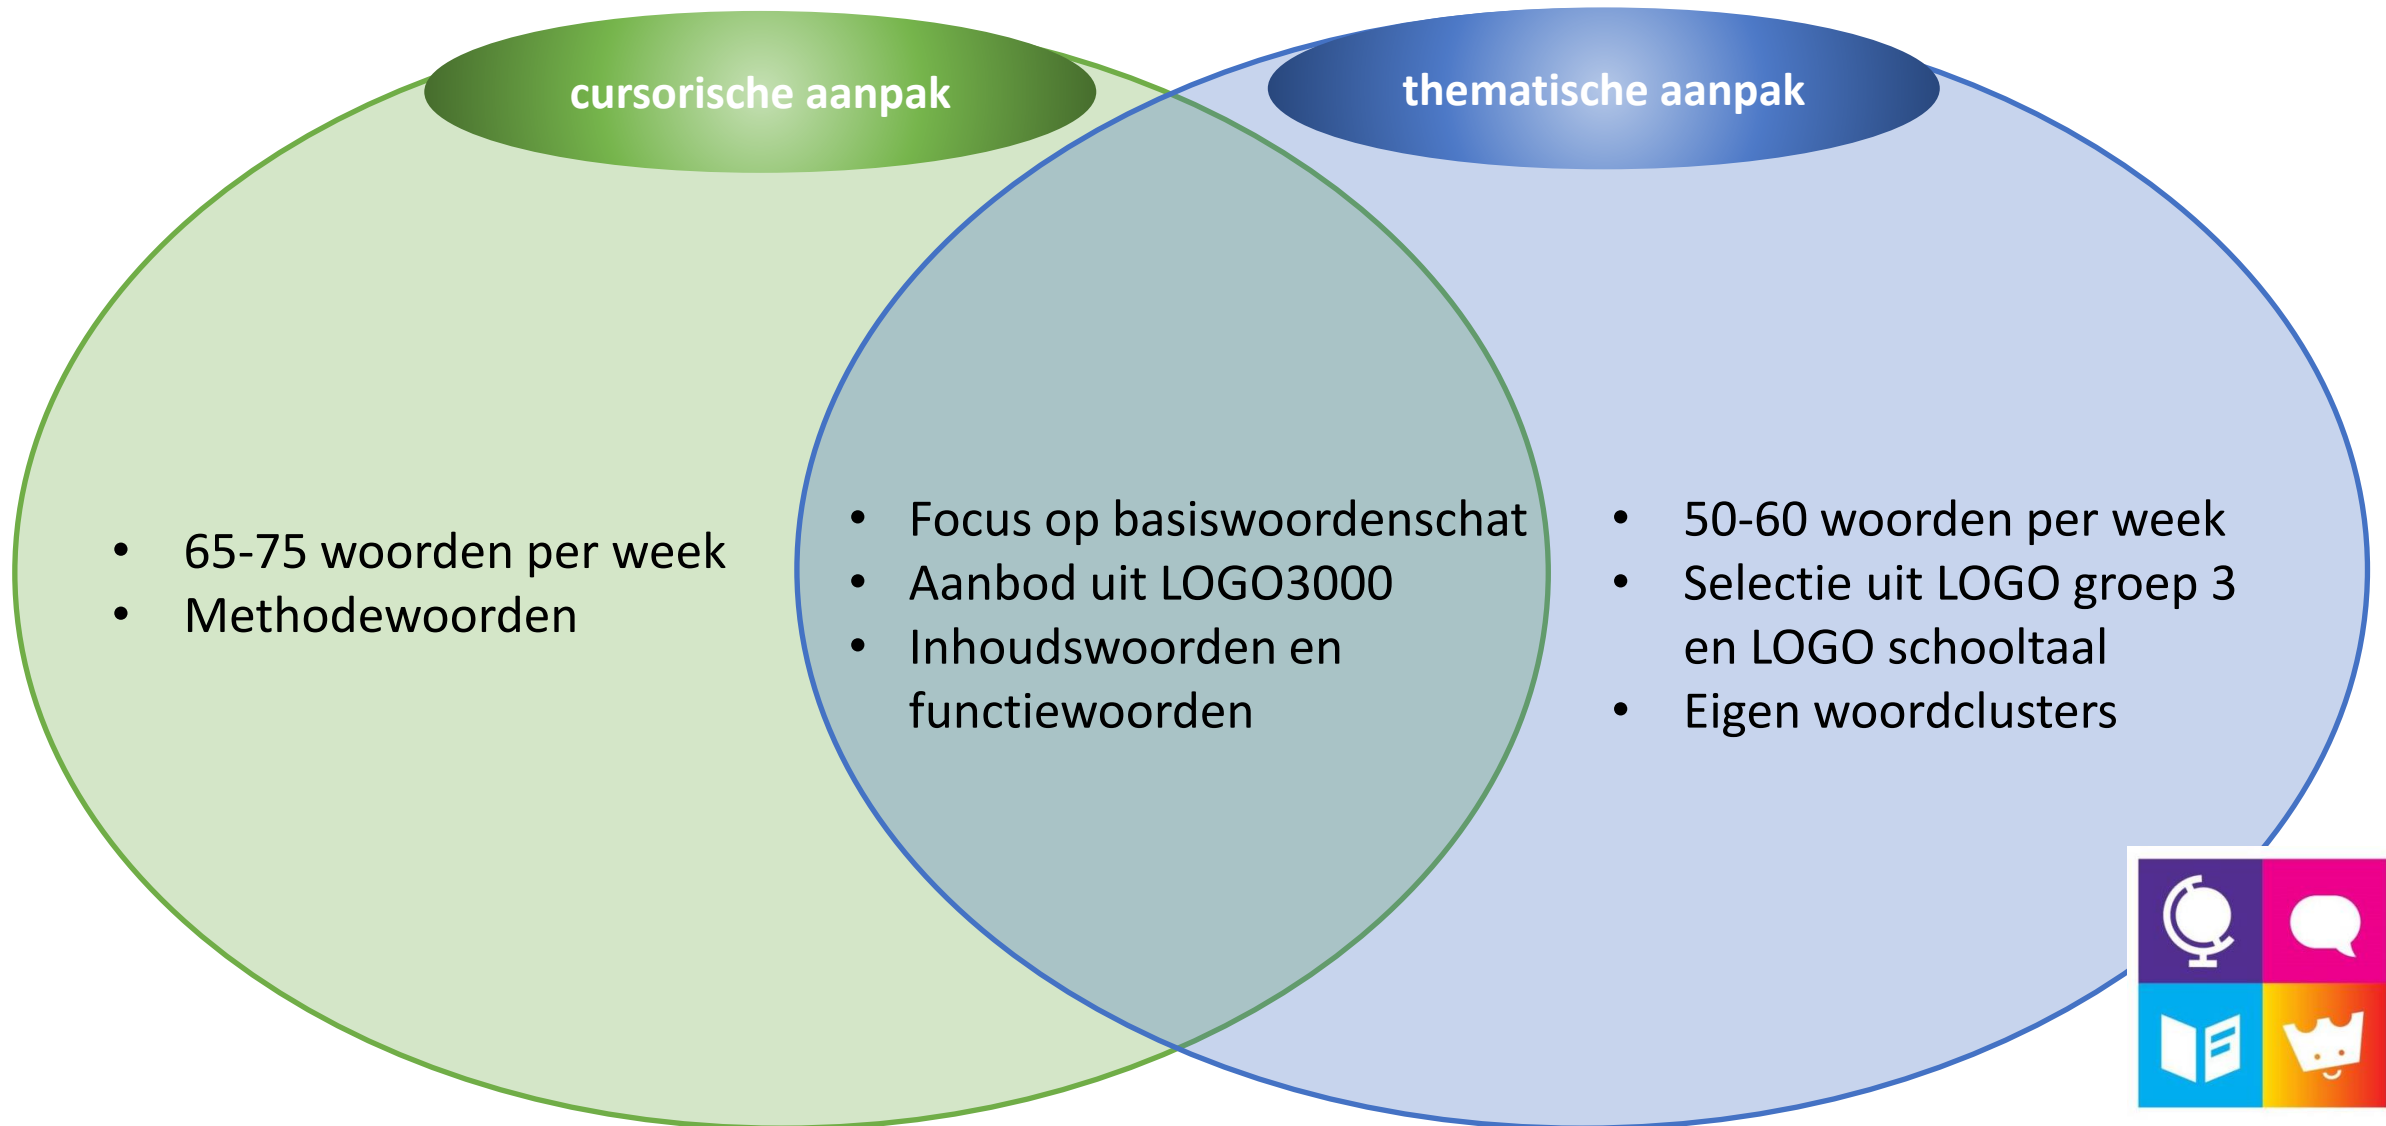 cursorische aanpak
thematische aanpak
• 65-75 woorden per week
• Methodewoorden
• Focus op basiswoordenschat
• Aanbod uit LOGO3000
• Inhoudswoorden en
functiewoorden
• 50-60 woorden per week
• Selectie uit LOGO groep 3
en LOGO schooltaal
• Eigen woordclusters